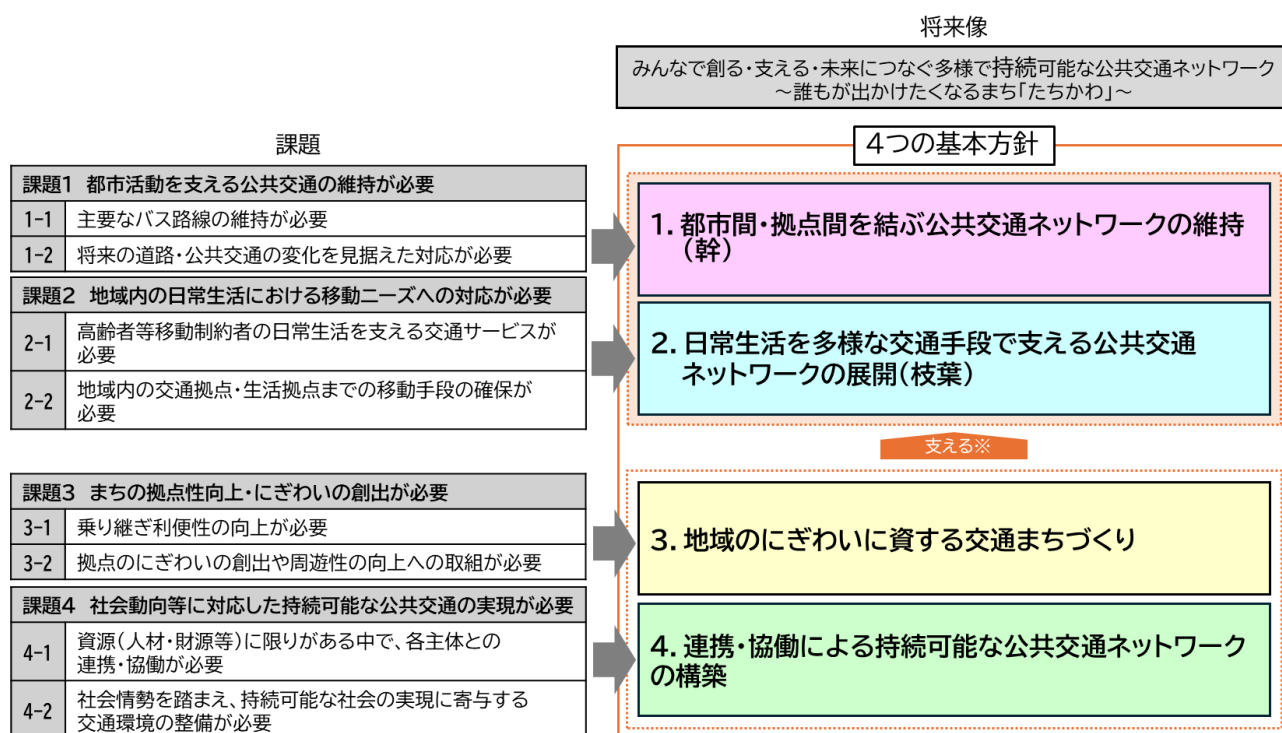 将来像
みんなで創る・支える・未来につなぐ多様で持続可能な公共交通ネットワーク
～誰もが出かけたくなるまち「たちかわ」～
課題
課題1 都市活動を支える公共交通の維持が必要
1-1 主要なバス路線の維持が必要
1-2 将来の道路・公共交通の変化を見据えた対応が必要
課題2 地域内の日常生活における移動ニーズへの対応が必要
2-1 高齢者等移動制約者の日常生活を支える交通サービスが
必要
2-2 地域内の交通拠点・生活拠点までの移動手段の確保が
必要
課題3 まちの拠点性向上・にぎわいの創出が必要
3-1 乗り継ぎ利便性の向上が必要
3-2 拠点のにぎわいの創出や周遊性の向上への取組が必要
課題4 社会動向等に対応した持続可能な公共交通の実現が必要
4-1 資源(人材・財源等)に限りがある中で、各主体との
連携・協働が必要
4-2 社会情勢を踏まえ、持続可能な社会の実現に寄与する
交通環境の整備が必要
4つの基本方針
1. 都市間・拠点間を結ぶ公共交通ネットワークの維持
(幹)
2. 日常生活を多様な交通手段で支える公共交通
ネットワークの展開(枝葉)
支える※
3. 地域のにぎわいに資する交通まちづくり
4. 連携・協働による持続可能な公共交通ネットワーク
の構築